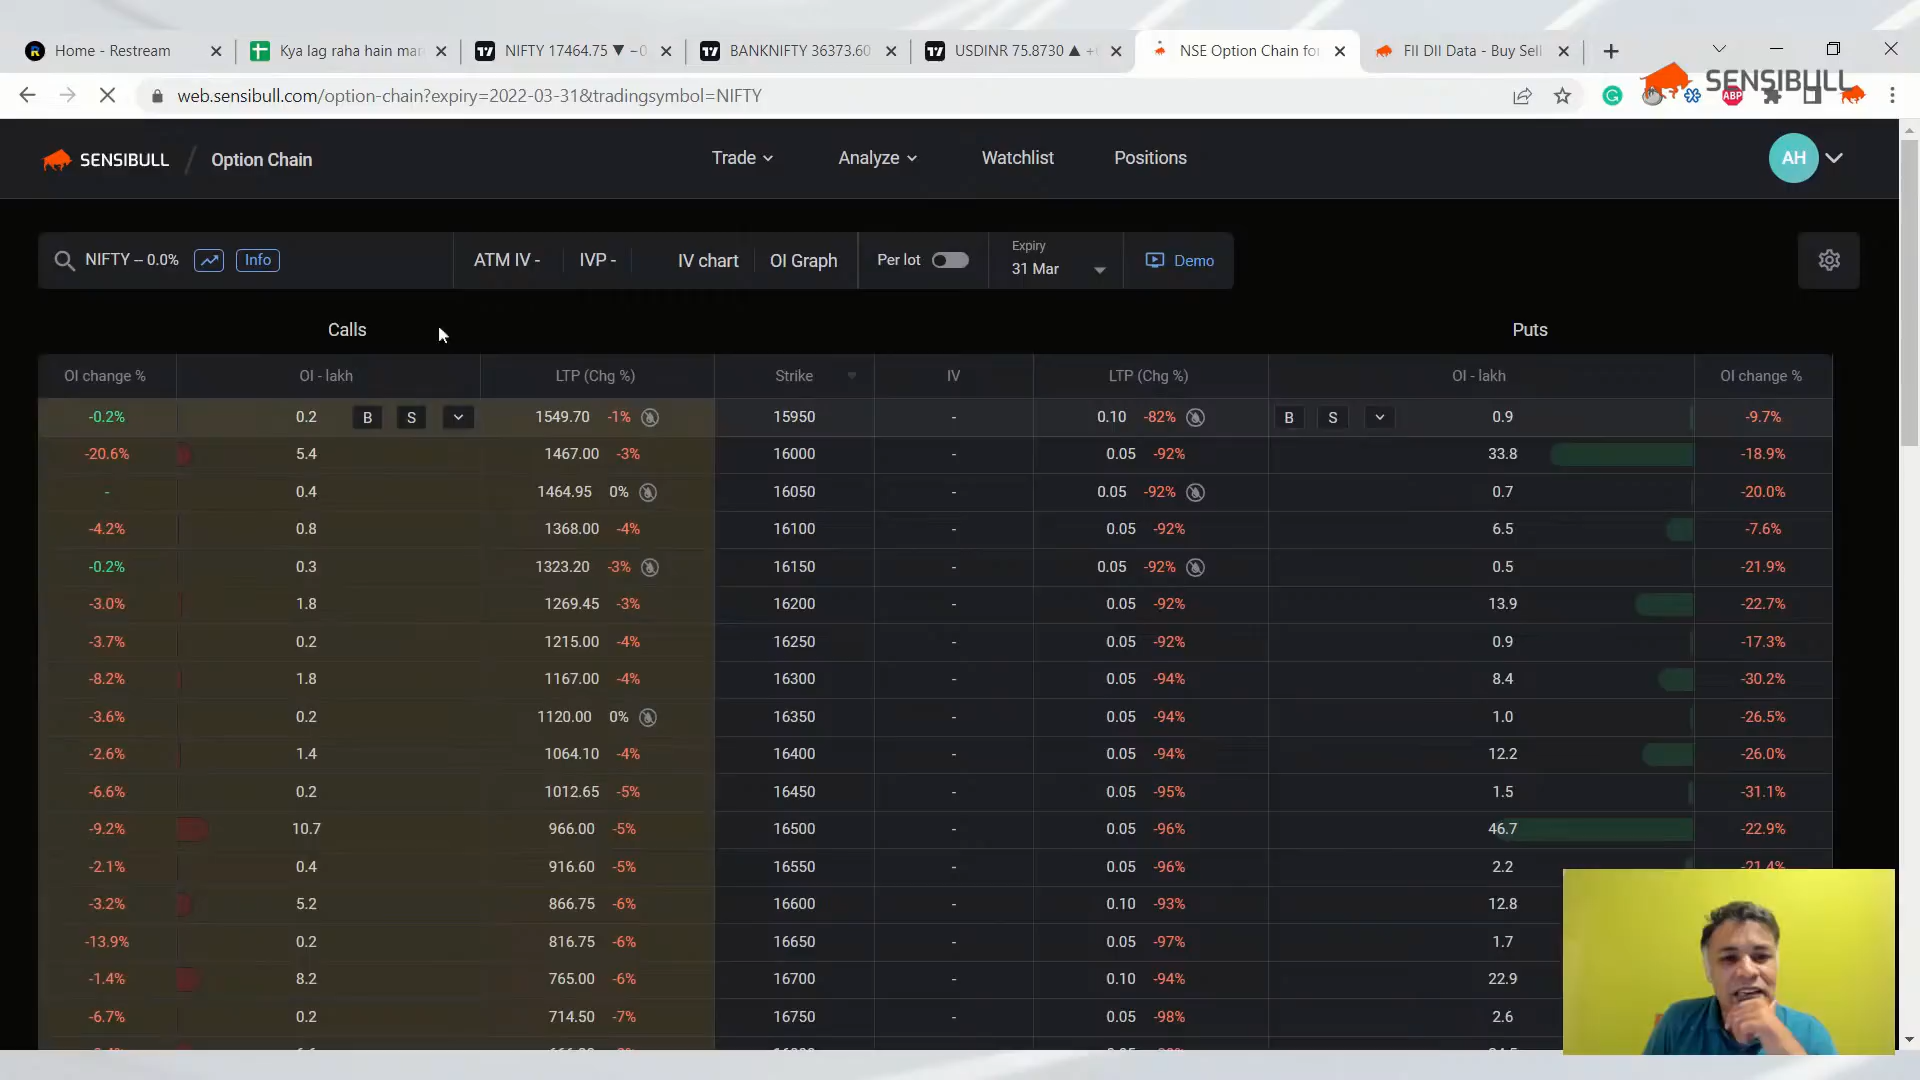 Home - Restream
Kya lag raha hain mar
NIFTY 17464.75 ▼ −0
BANKNIFTY 36373.60
USDINR 75.8730 ▲ +
NSE Option Chain fo
FII DII Data - Buy Sell
web.sensibull.com/option-chain?expiry=2022-03-31&tradingsymbol=NIFTY
SENSIBULL
ABP
SENSIBULL / Option Chain
Trade
Analyze
Watchlist
Positions
AH
NIFTY -- 0.0%
Info
ATM IV -
IVP -
IV chart
OI Graph
Per lot
Expiry
31 Mar
Demo
Calls
Puts
OI change % OI - lakh LTP (Chg %) Strike IV LTP (Chg %) OI - lakh OI change %
-0.2% 0.2 B S 1549.70 -1% 15950 - 0.10 -82% B S 0.9 -9.7%
-20.6% 5.4 1467.00 -3% 16000 - 0.05 -92% 33.8 -18.9%
- 0.4 1464.95 0% 16050 - 0.05 -92% 0.7 -20.0%
-4.2% 0.8 1368.00 -4% 16100 - 0.05 -92% 6.5 -7.6%
-0.2% 0.3 1323.20 -3% 16150 - 0.05 -92% 0.5 -21.9%
-3.0% 1.8 1269.45 -3% 16200 - 0.05 -92% 13.9 -22.7%
-3.7% 0.2 1215.00 -4% 16250 - 0.05 -92% 0.9 -17.3%
-8.2% 1.8 1167.00 -4% 16300 - 0.05 -94% 8.4 -30.2%
-3.6% 0.2 1120.00 0% 16350 - 0.05 -94% 1.0 -26.5%
-2.6% 1.4 1064.10 -4% 16400 - 0.05 -94% 12.2 -26.0%
-6.6% 0.2 1012.65 -5% 16450 - 0.05 -95% 1.5 -31.1%
-9.2% 10.7 966.00 -5% 16500 - 0.05 -96% 46.7 -22.9%
-2.1% 0.4 916.60 -5% 16550 - 0.05 -96% 2.2 -21.4%
-3.2% 5.2 866.75 -6% 16600 - 0.10 -93% 12.8
-13.9% 0.2 816.75 -6% 16650 - 0.05 -97% 1.7
-1.4% 8.2 765.00 -6% 16700 - 0.10 -94% 22.9
-6.7% 0.2 714.50 -7% 16750 - 0.05 -98% 2.6